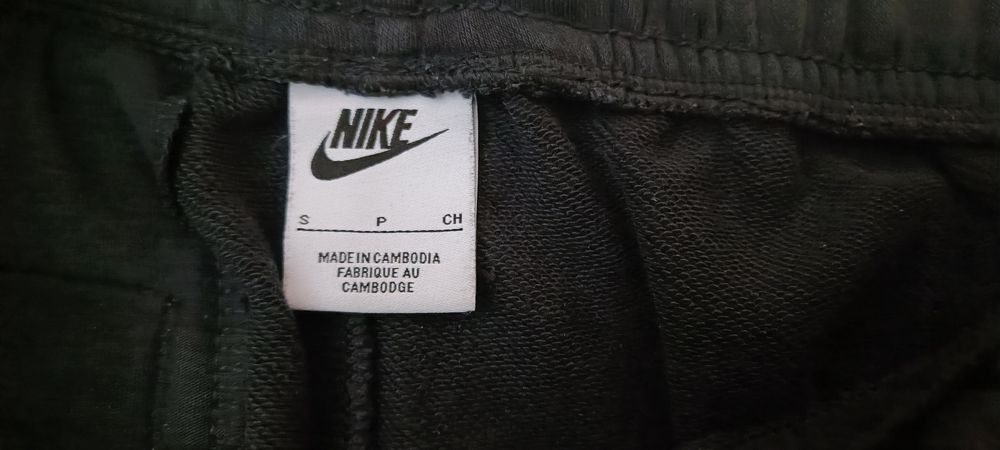 NIKE
S P CH
MADE IN CAMBODIA
FABRIQUE AU
CAMBODGE